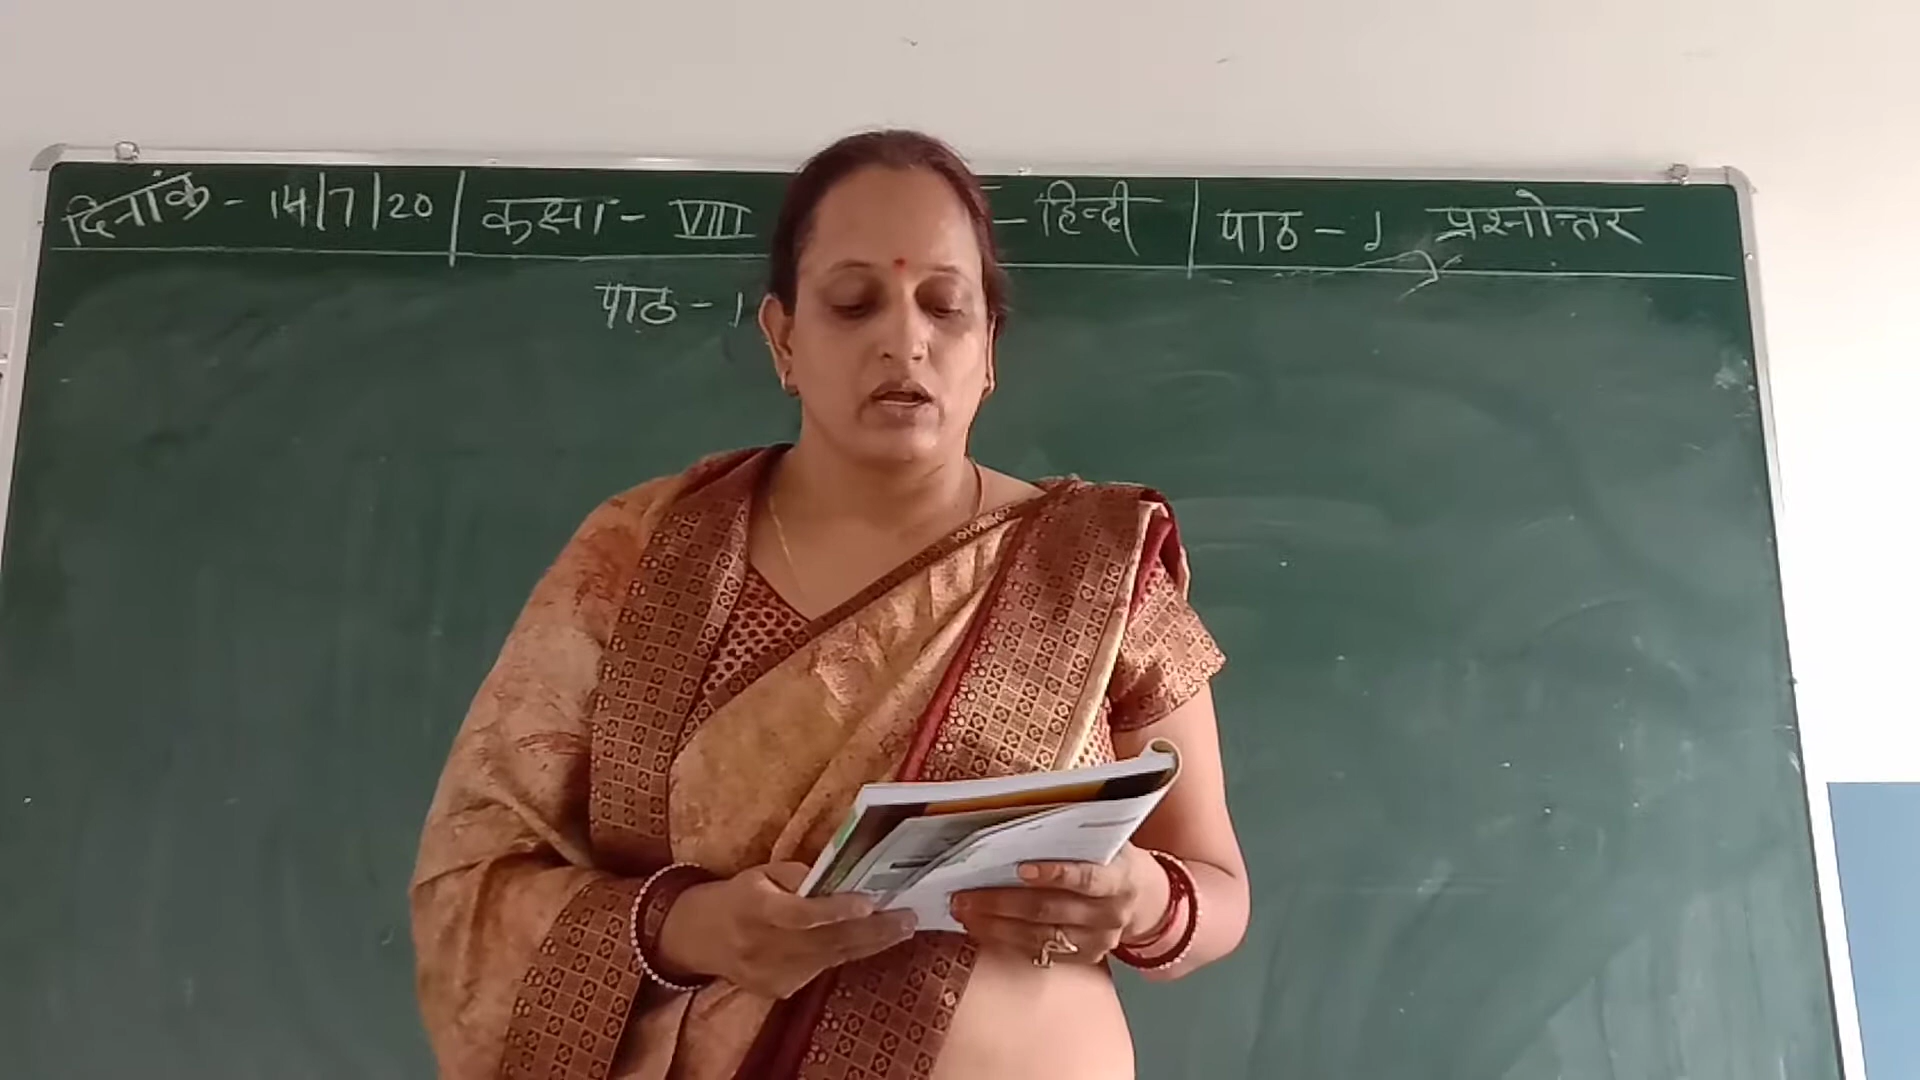 दिनांक - 14/7/20 | कक्षा - VIII - हिन्दी | पाठ - 1 प्रश्नोत्तर
पाठ - 1